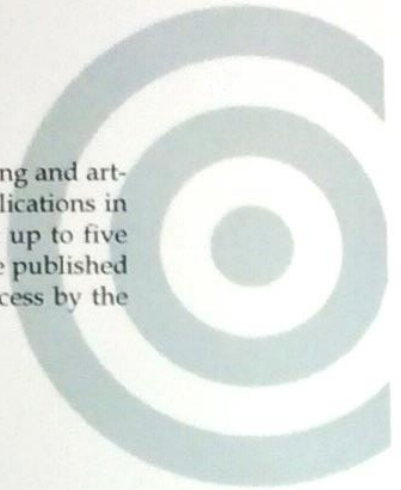 ng and art-
lications in
up to five
e published
cess by the